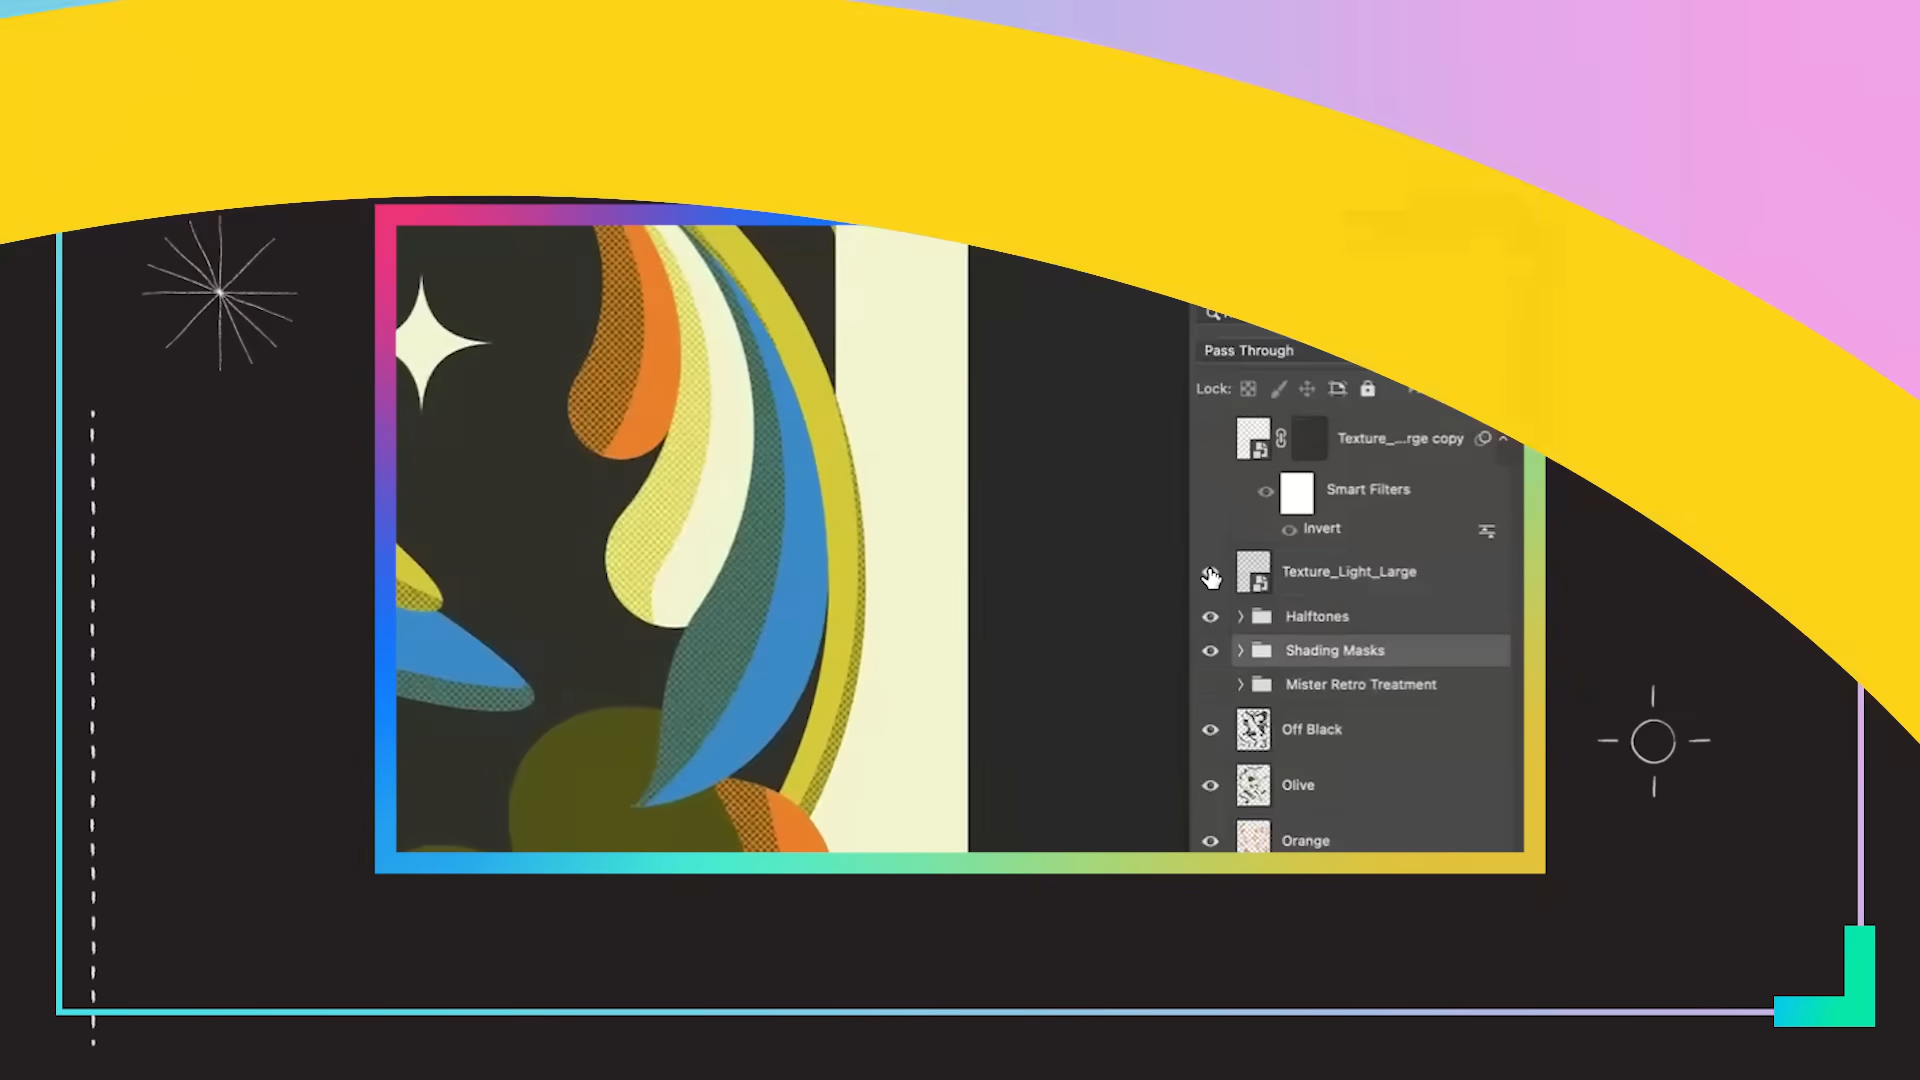 Pass Through
Lock:
Texture_...rge copy
Smart Filters
Invert
Texture_Light_Large
Halftones
Shading Masks
Mister Retro Treatment
Off Black
Olive
Orange